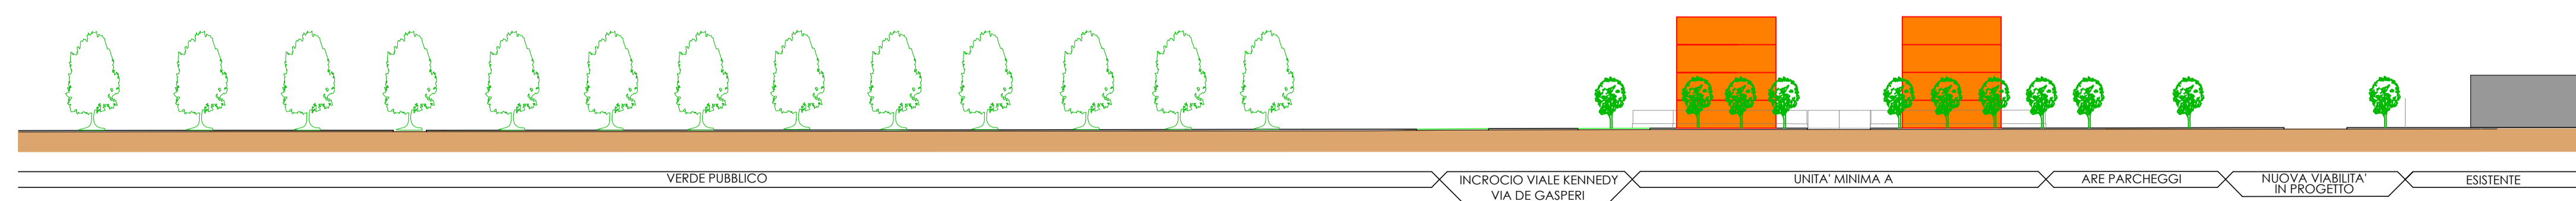 VERDE PUBBLICO
INCROCIO VIALE KENNEDY
VIA DE GASPERI
UNITA' MINIMA A
ARE PARCHEGGI
NUOVA VIABILITA'
IN PROGETTO
ESISTENTE